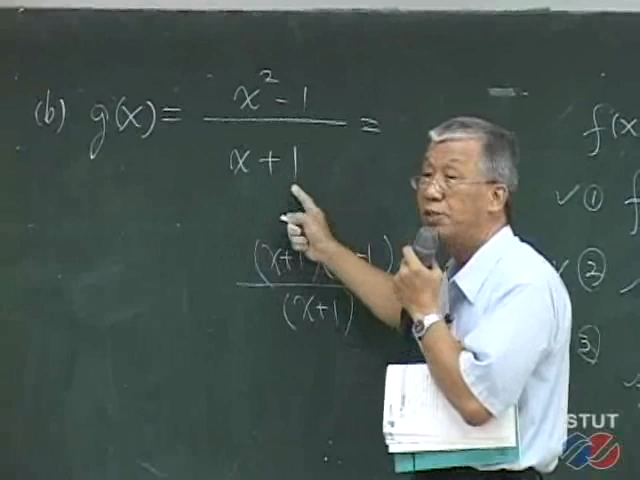 (b) g(x) = x² - 1 =
x + 1
(x+1)( -1)
(x+1)
f(x
✓ ① f
✓ ②
③
STUT